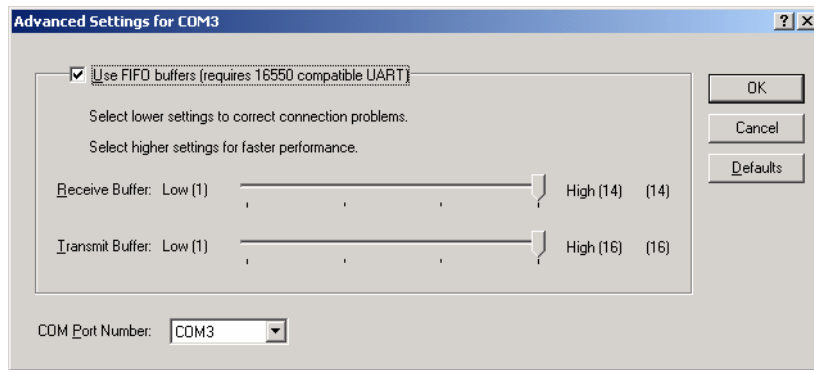 Advanced Settings for COM3
Use FIFO buffers (requires 16550 compatible UART)
OK
Select lower settings to correct connection problems.
Cancel
Select higher settings for faster performance.
Defaults
Receive Buffer: Low (1) High (14) (14)
Transmit Buffer: Low (1) High (16) (16)
COM Port Number: COM3